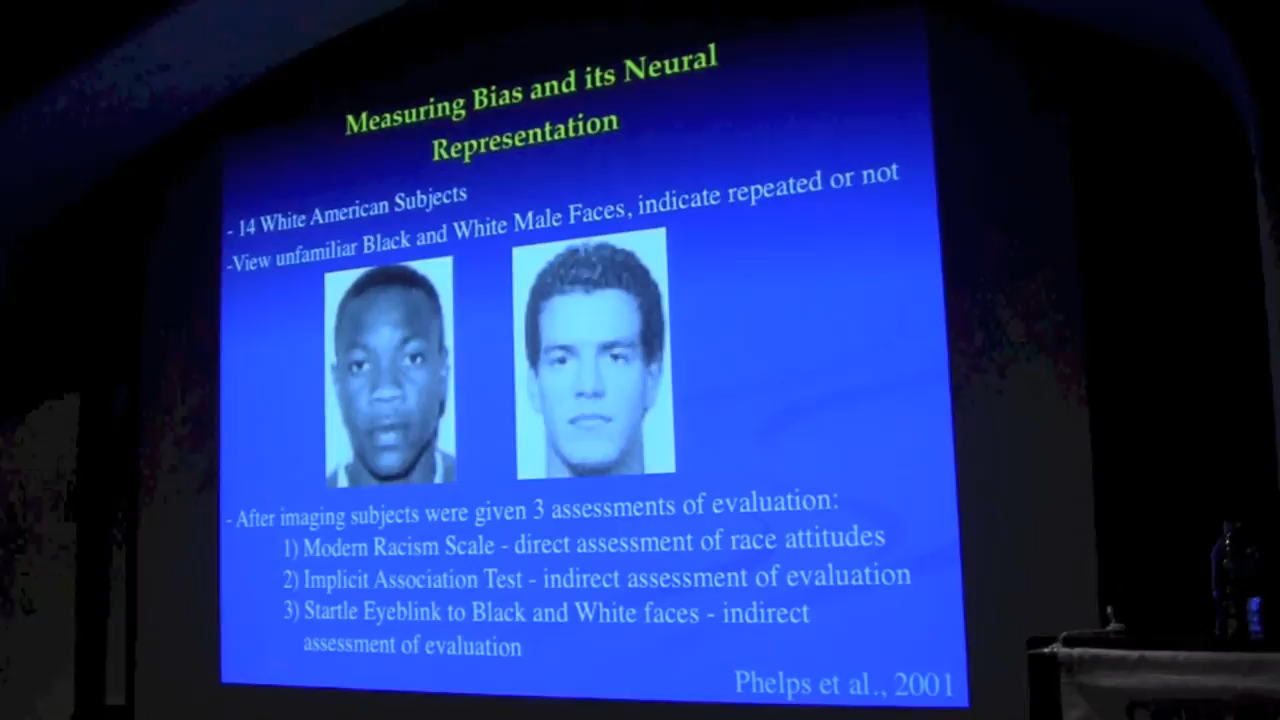 Measuring Bias and its Neural
Representation
- 14 White American Subjects
-View unfamiliar Black and White Male Faces, indicate repeated or not
- After imaging subjects were given 3 assessments of evaluation:
1) Modern Racism Scale - direct assessment of race attitudes
2) Implicit Association Test - indirect assessment of evaluation
3) Startle Eyeblink to Black and White faces - indirect
assessment of evaluation
Phelps et al., 2001